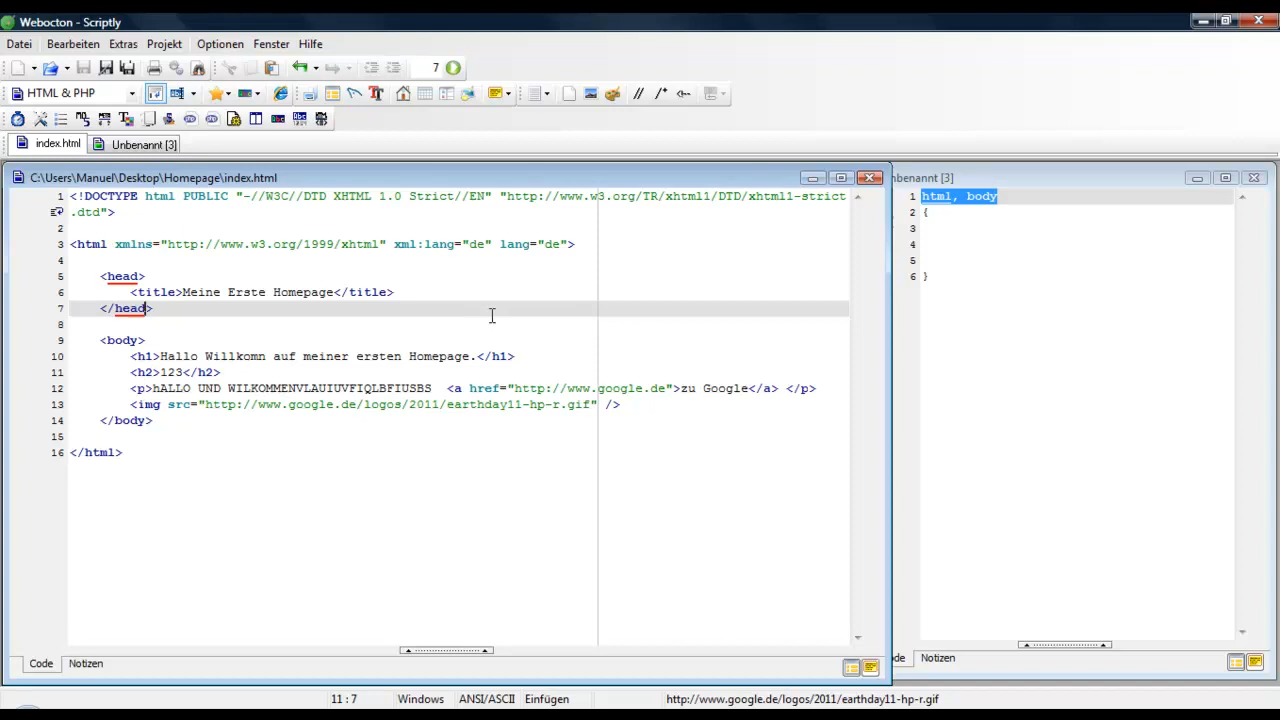 Webocton - Scriptly
Datei Bearbeiten Extras Projekt Optionen Fenster Hilfe
7
HTML & PHP
index.html Unbenannt [3]
C:\Users\Manuel\Desktop\Homepage\index.html
1 <!DOCTYPE html PUBLIC "-//W3C//DTD XHTML 1.0 Strict//EN" "http://www.w3.org/TR/xhtml1/DTD/xhtml1-strict
.dtd">
2
3 <html xmlns="http://www.w3.org/1999/xhtml" xml:lang="de" lang="de">
4
5 <head>
6 <title>Meine Erste Homepage</title>
7 </head>
8
9 <body>
10 <h1>Hallo Willkomn auf meiner ersten Homepage.</h1>
11 <h2>123</h2>
12 <p>hALLO UND WILKOMMENVLAUIUVFIQLBFIUSBS <a href="http://www.google.de">zu Google</a> </p>
13 <img src="http://www.google.de/logos/2011/earthday11-hp-r.gif" />
14 </body>
15
16 </html>
Code Notizen
nbenannt [3]
1 html, body
2 {
3
4
5
6 }
de Notizen
11 : 7 Windows ANSI/ASCII Einfügen http://www.google.de/logos/2011/earthday11-hp-r.gif